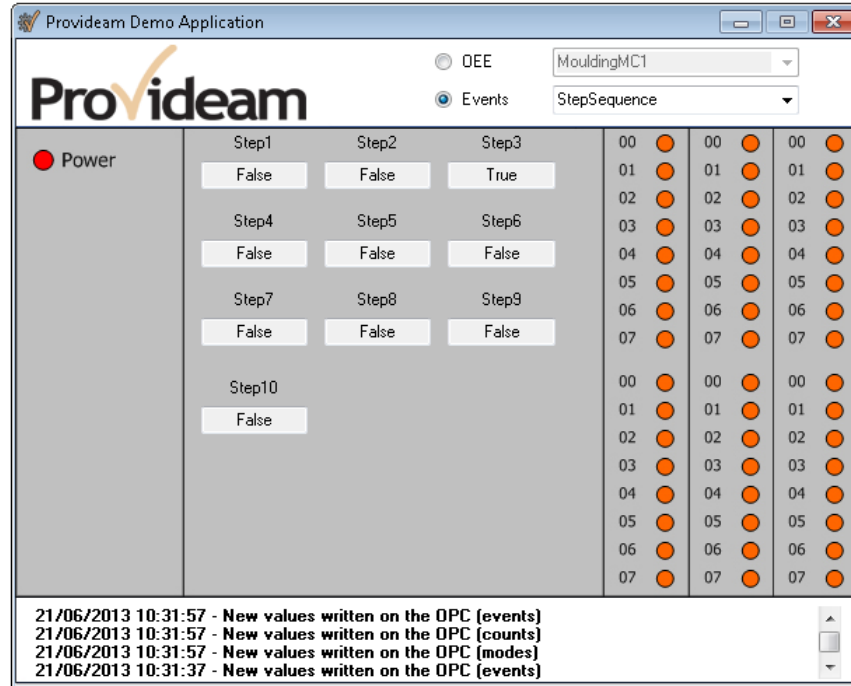 Provideam Demo Application
Provideam
OEE MouldingMC1
Events StepSequence
Power
Step1 Step2 Step3
False False True
Step4 Step5 Step6
False False False
Step7 Step8 Step9
False False False
Step10
False
00 00 00
01 01 01
02 02 02
03 03 03
04 04 04
05 05 05
06 06 06
07 07 07
00 00 00
01 01 01
02 02 02
03 03 03
04 04 04
05 05 05
06 06 06
07 07 07
21/06/2013 10:31:57 - New values written on the OPC (events)
21/06/2013 10:31:57 - New values written on the OPC (counts)
21/06/2013 10:31:57 - New values written on the OPC (modes)
21/06/2013 10:31:37 - New values written on the OPC (events)